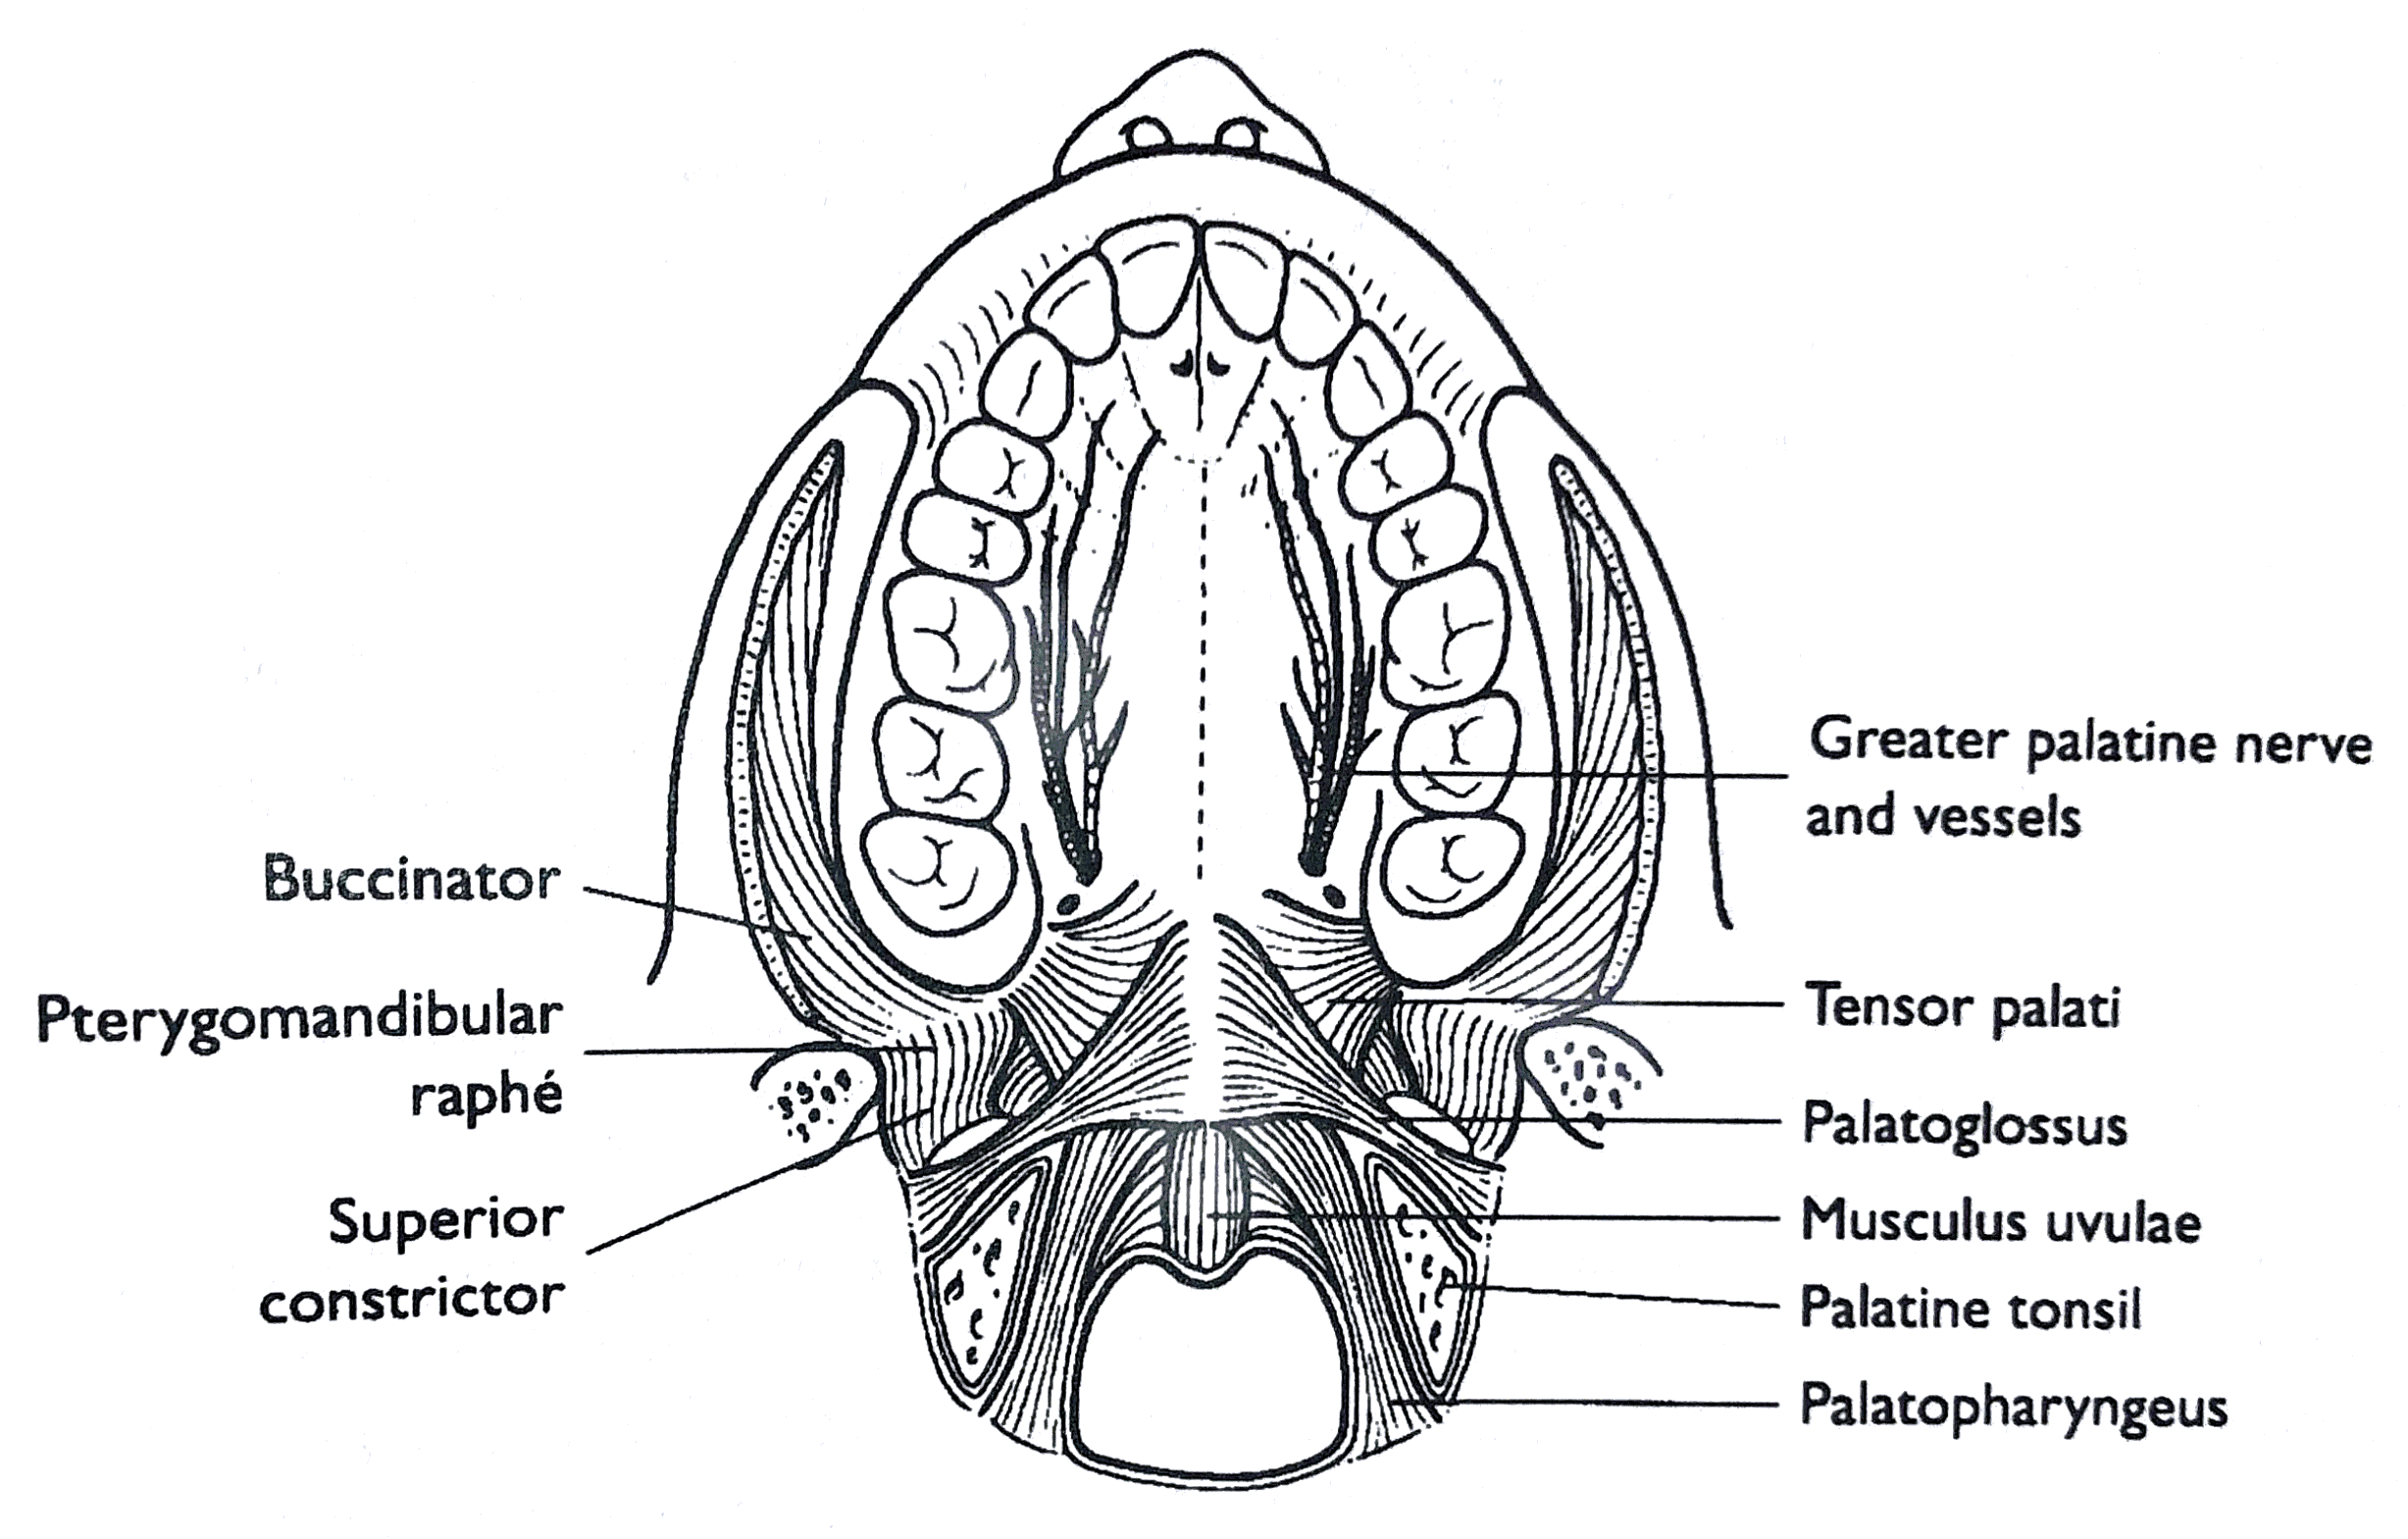 Greater palatine nerve
and vessels
Buccinator
Pterygomandibular
raphé
Tensor palati
Palatoglossus
Superior
constrictor
Musculus uvulae
Palatine tonsil
Palatopharyngeus